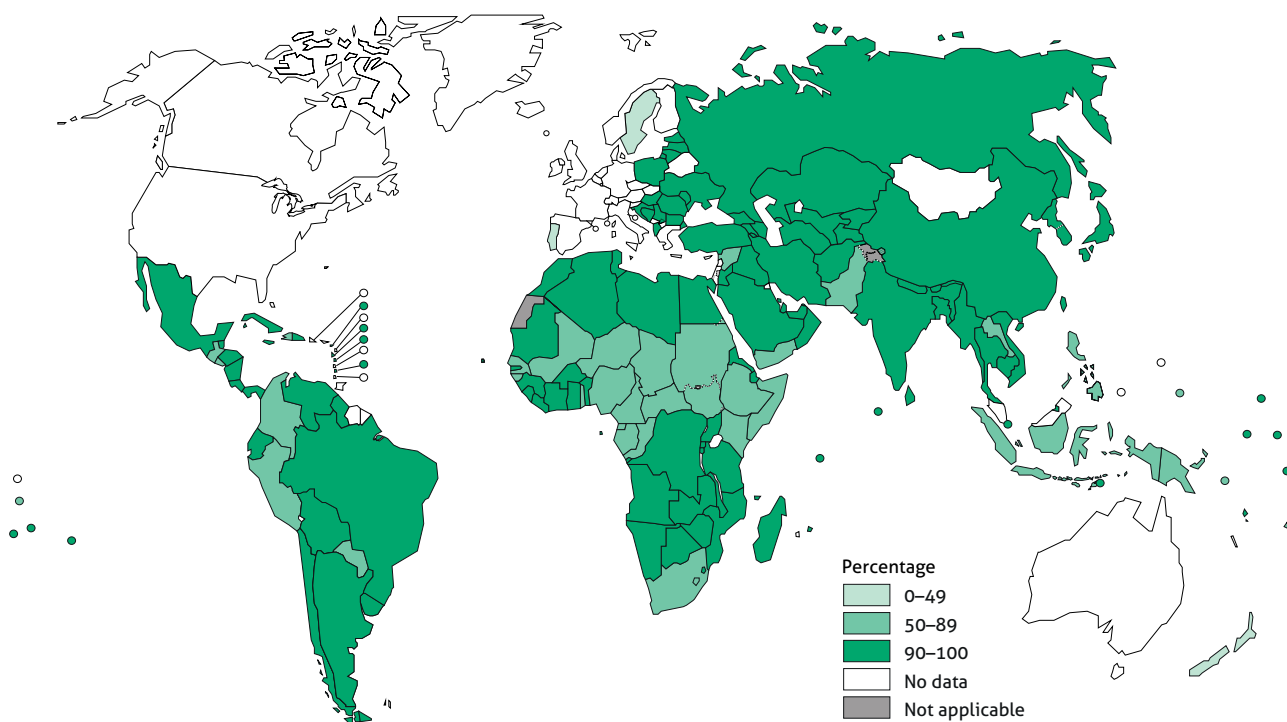 Percentage
0–49
50–89
90–100
No data
Not applicable